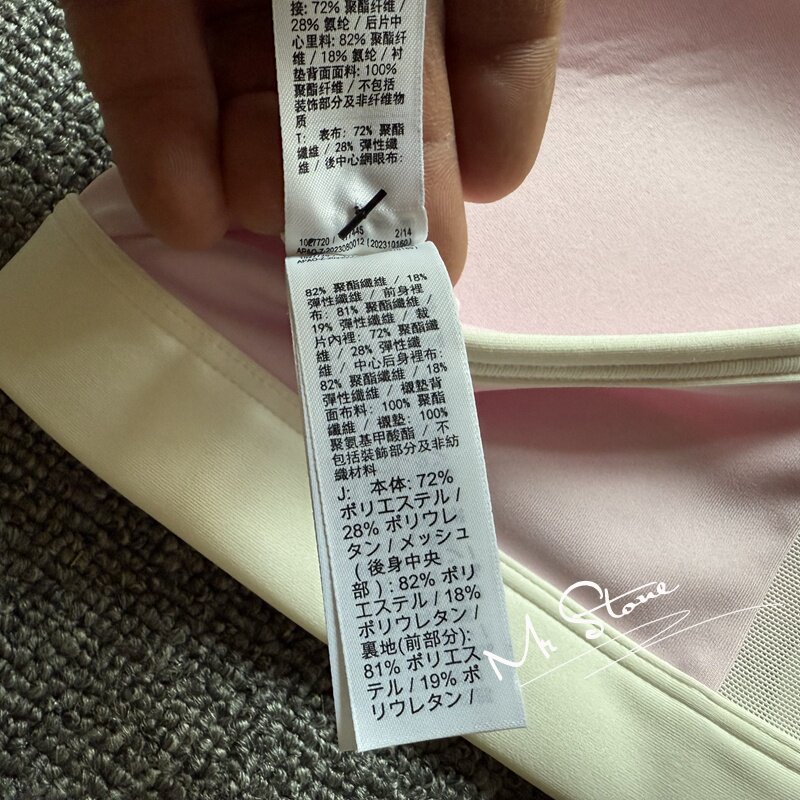 接: 72% 聚酯纤维 /
28% 氨纶 / 后片中
心里料: 82% 聚酯纤
维 / 18% 氨纶 / 衬
垫背面面料: 100%
聚酯纤维 / 不包括
装饰部分及非纤维物
质
T: 表布: 72% 聚酯
纖維 / 28% 彈性纖
維 / 後中心網眼布:
2/14
82% 聚酯纖維 / 18%
彈性纖維 / 前身裡
布: 81% 聚酯纖維 /
19% 彈性纖維 / 裁
片內裡: 72% 聚酯纖
維 / 28% 彈性纖
維 / 中心后身裡布:
82% 聚酯纖維 / 18%
彈性纖維 / 襯墊背
面布料: 100% 聚酯
纖維 / 襯墊: 100%
聚氨基甲酸酯 / 不
包括裝飾部分及非紡
織材料
J: 本体: 72%
ポリエステル /
28% ポリウレ
タン / メッシュ
( 後身中央
部 ): 82% ポリ
エステル / 18%
ポリウレタン /
裏地(前部分):
81% ポリエス
テル / 19% ポ
リウレタン /
Mr Stone